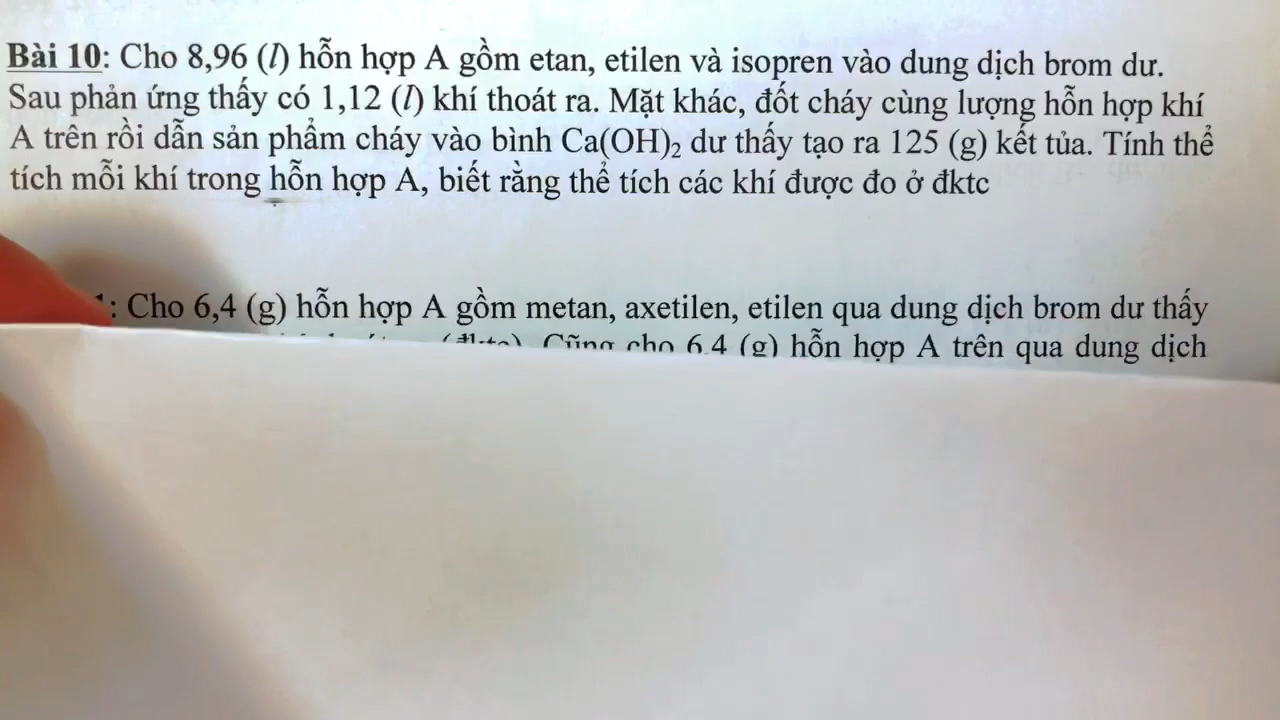 Bài 10: Cho 8,96 (l) hỗn hợp A gồm etan, etilen và isopren vào dung dịch brom dư.
Sau phản ứng thấy có 1,12 (l) khí thoát ra. Mặt khác, đốt cháy cùng lượng hỗn hợp khí
A trên rồi dẫn sản phẩm cháy vào bình Ca(OH)₂ dư thấy tạo ra 125 (g) kết tủa. Tính thể
tích mỗi khí trong hỗn hợp A, biết rằng thể tích các khí được đo ở đktc
: Cho 6,4 (g) hỗn hợp A gồm metan, axetilen, etilen qua dung dịch brom dư thấy
Cũng cho 6,4 (g) hỗn hợp A trên qua dung dịch